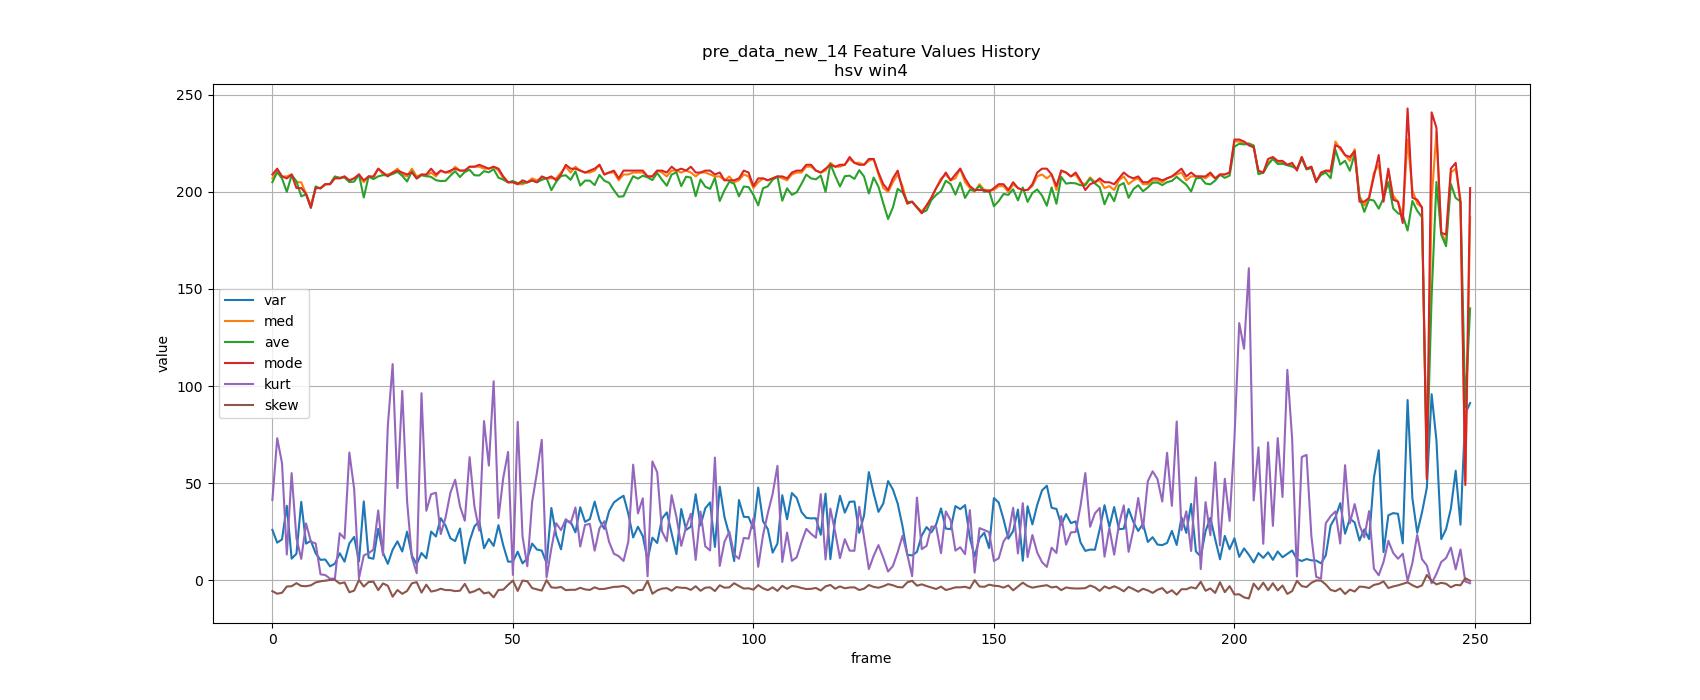 pre_data_new_14 Feature Values History
hsv win4
250
200
150
100
50
0
value
var
med
ave
mode
kurt
skew
0
50
100
150
200
250
frame